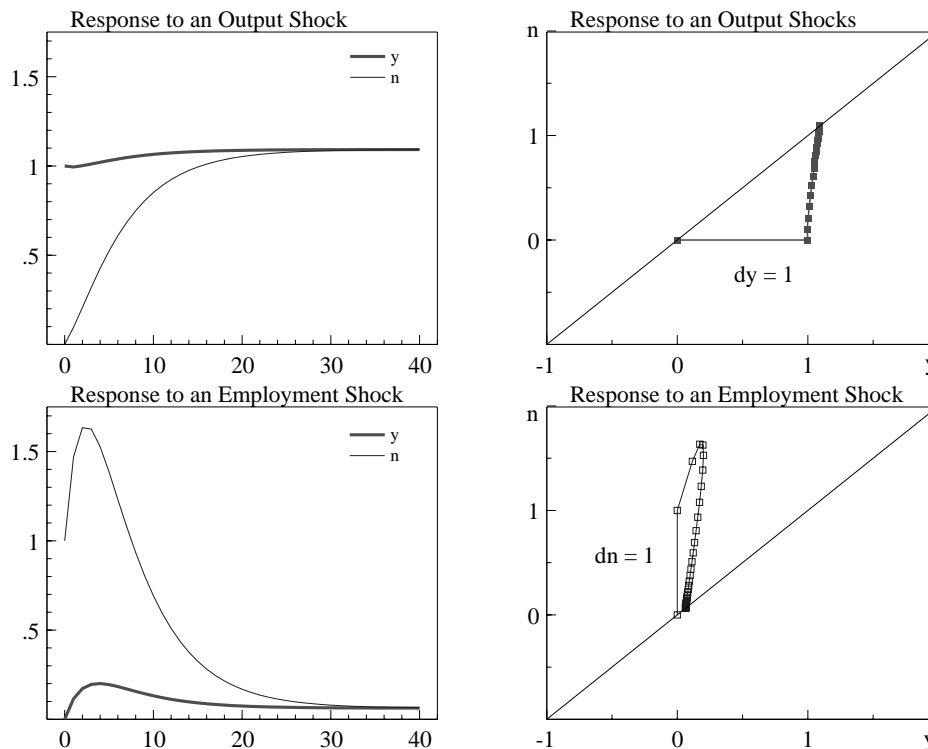 Response to an Output Shock
y
n
1.5
1
.5
0 10 20 30 40
Response to an Output Shocks
n
1
0
dy = 1
-1 0 1 y
Response to an Employment Shock
y
n
1.5
1
.5
0 10 20 30 40
Response to an Employment Shock
n
1
dn = 1
0
-1 0 1